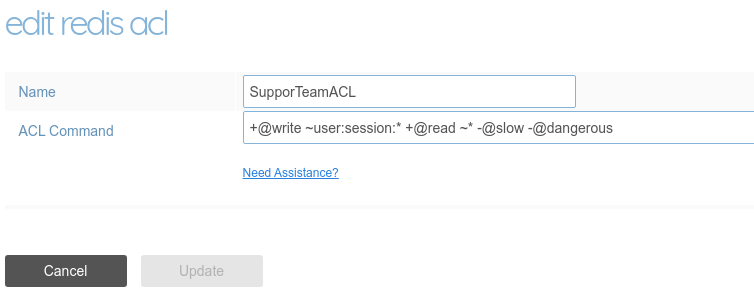 edit redis acl
Name
SupporTeamACL
ACL Command
+@write ~user:session:* +@read ~* -@slow -@dangerous
Need Assistance?
Cancel
Update